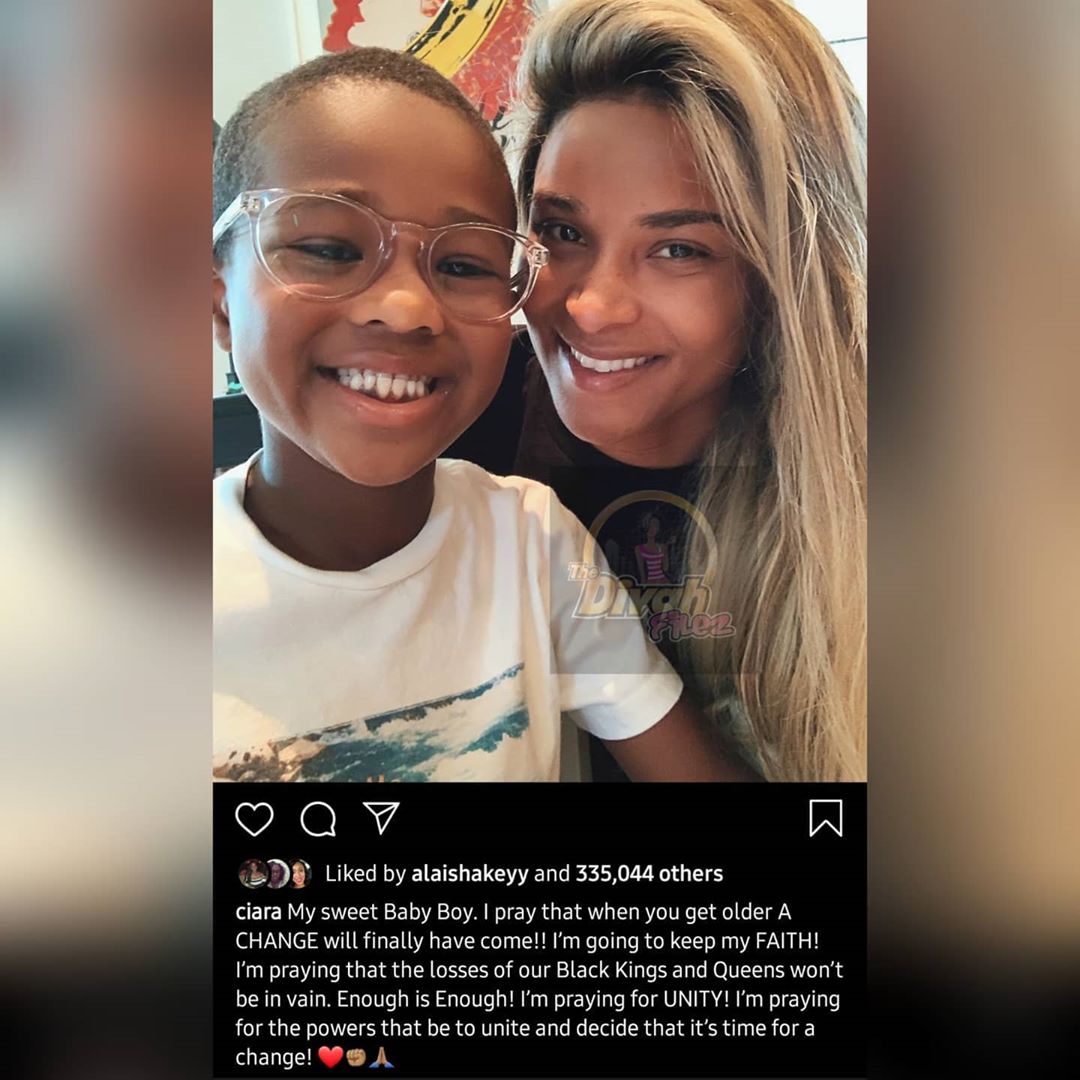 The
Divah
Filez
Liked by alaishakeyy and 335,044 others
ciara My sweet Baby Boy. I pray that when you get older A
CHANGE will finally have come!! I’m going to keep my FAITH!
I’m praying that the losses of our Black Kings and Queens won’t
be in vain. Enough is Enough! I’m praying for UNITY! I’m praying
for the powers that be to unite and decide that it’s time for a
change! ❤️✊🏽🙏🏽